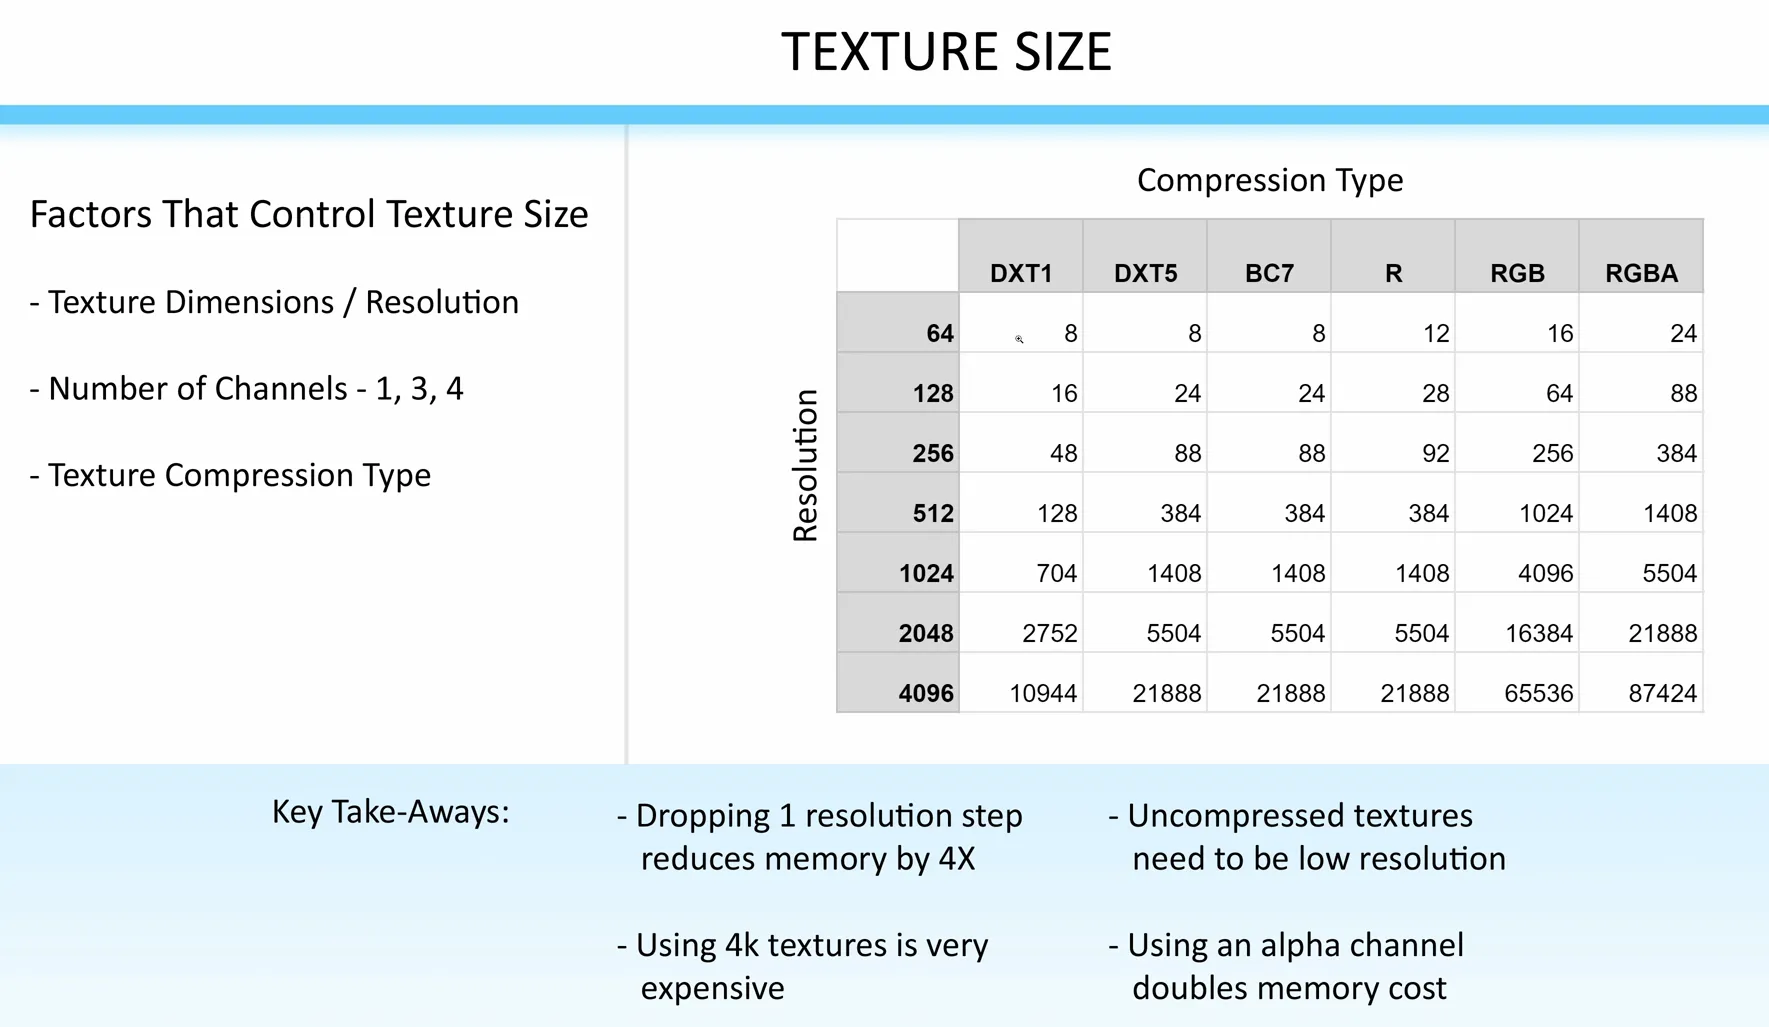 TEXTURE SIZE
Factors That Control Texture Size
- Texture Dimensions / Resolution
- Number of Channels - 1, 3, 4
- Texture Compression Type
Compression Type
Resolution
DXT1 DXT5 BC7 R RGB RGBA
64 8 8 8 12 16 24
128 16 24 24 28 64 88
256 48 88 88 92 256 384
512 128 384 384 384 1024 1408
1024 704 1408 1408 1408 4096 5504
2048 2752 5504 5504 5504 16384 21888
4096 10944 21888 21888 21888 65536 87424
Key Take-Aways:
- Dropping 1 resolution step
reduces memory by 4X
- Using 4k textures is very
expensive
- Uncompressed textures
need to be low resolution
- Using an alpha channel
doubles memory cost